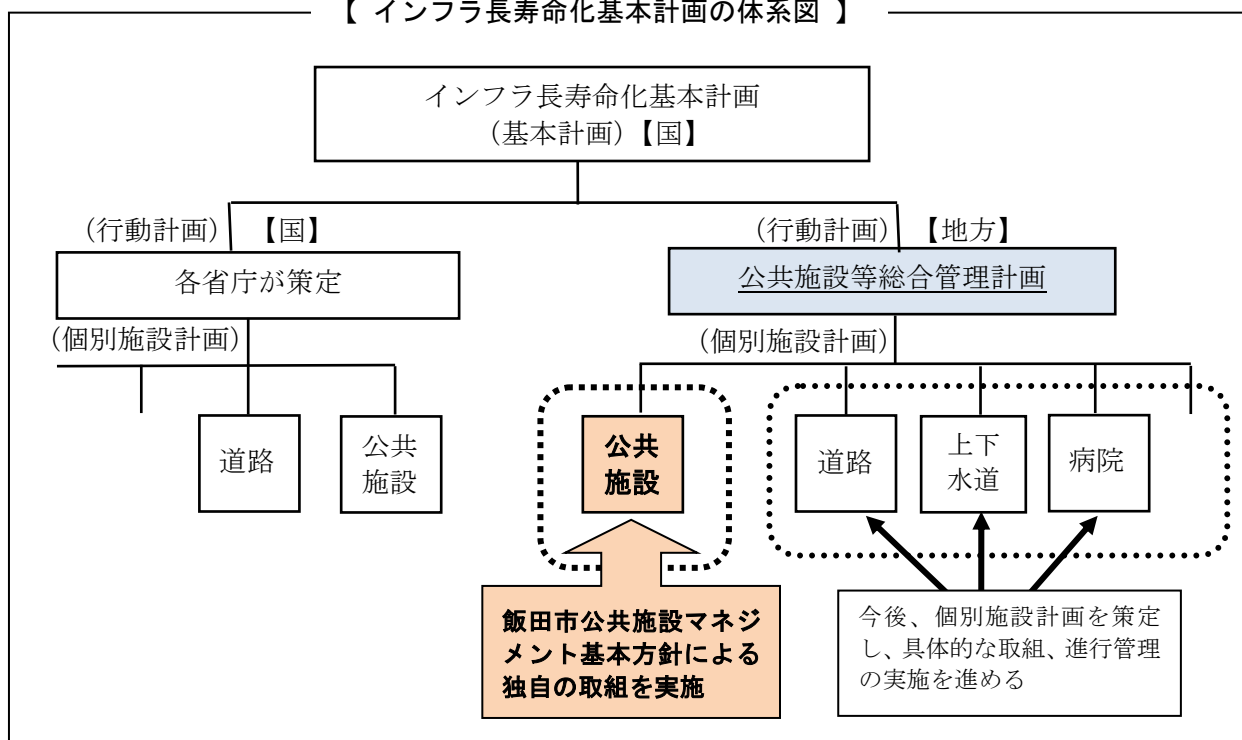 【 インフラ長寿命化基本計画の体系図 】
インフラ長寿命化基本計画
(基本計画)【国】
(行動計画) 【国】
各省庁が策定
(個別施設計画)
道路
公共
施設
(行動計画) 【地方】
公共施設等総合管理計画
(個別施設計画)
公共
施設
道路
上下
水道
病院
飯田市公共施設マネジ
メント基本方針による
独自の取組を実施
今後、個別施設計画を策定
し、具体的な取組、進行管理
の実施を進める